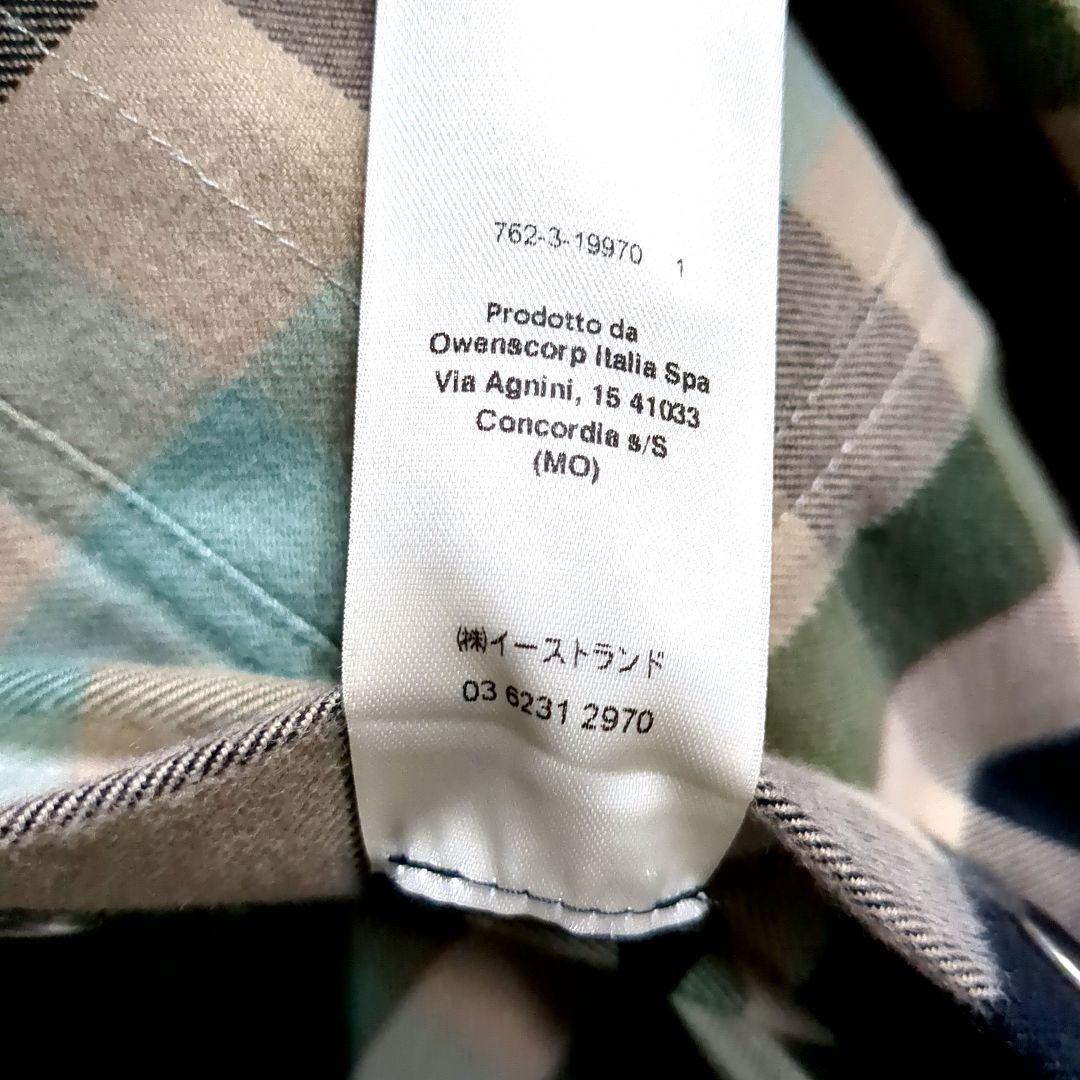 762-3-19970 1
Prodotto da
Owenscorp Italia Spa
Via Agnini, 15 41033
Concordia s/S
(MO)
㈱イーストランド
03 6231 2970